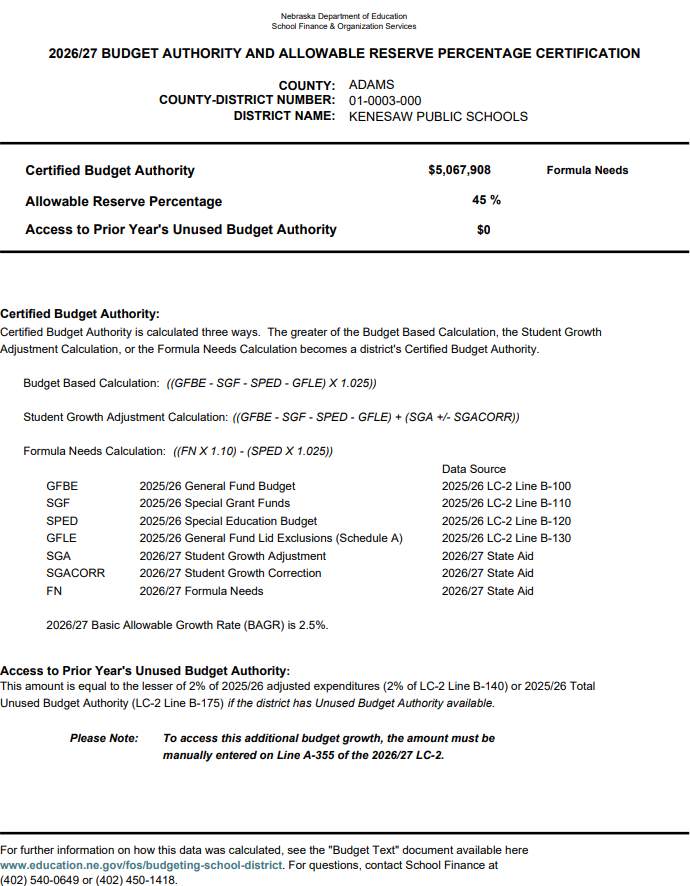 Nebraska Department of Education
School Finance & Organization Services
2026/27 BUDGET AUTHORITY AND ALLOWABLE RESERVE PERCENTAGE CERTIFICATION
COUNTY: ADAMS
COUNTY-DISTRICT NUMBER: 01-0003-000
DISTRICT NAME: KENESAW PUBLIC SCHOOLS
Certified Budget Authority $5,067,908 Formula Needs
Allowable Reserve Percentage 45 %
Access to Prior Year's Unused Budget Authority $0
Certified Budget Authority:
Certified Budget Authority is calculated three ways. The greater of the Budget Based Calculation, the Student Growth
Adjustment Calculation, or the Formula Needs Calculation becomes a district's Certified Budget Authority.
Budget Based Calculation: ((GFBE - SGF - SPED - GFLE) X 1.025))
Student Growth Adjustment Calculation: ((GFBE - SGF - SPED - GFLE) + (SGA +/- SGACORR))
Formula Needs Calculation: ((FN X 1.10) - (SPED X 1.025))
Data Source
GFBE 2025/26 General Fund Budget 2025/26 LC-2 Line B-100
SGF 2025/26 Special Grant Funds 2025/26 LC-2 Line B-110
SPED 2025/26 Special Education Budget 2025/26 LC-2 Line B-120
GFLE 2025/26 General Fund Lid Exclusions (Schedule A) 2025/26 LC-2 Line B-130
SGA 2026/27 Student Growth Adjustment 2026/27 State Aid
SGACORR 2026/27 Student Growth Correction 2026/27 State Aid
FN 2026/27 Formula Needs 2026/27 State Aid
2026/27 Basic Allowable Growth Rate (BAGR) is 2.5%.
Access to Prior Year's Unused Budget Authority:
This amount is equal to the lesser of 2% of 2025/26 adjusted expenditures (2% of LC-2 Line B-140) or 2025/26 Total
Unused Budget Authority (LC-2 Line B-175) if the district has Unused Budget Authority available.
Please Note: To access this additional budget growth, the amount must be
manually entered on Line A-355 of the 2026/27 LC-2.
For further information on how this data was calculated, see the "Budget Text" document available here
www.education.ne.gov/fos/budgeting-school-district. For questions, contact School Finance at
(402) 540-0649 or (402) 450-1418.